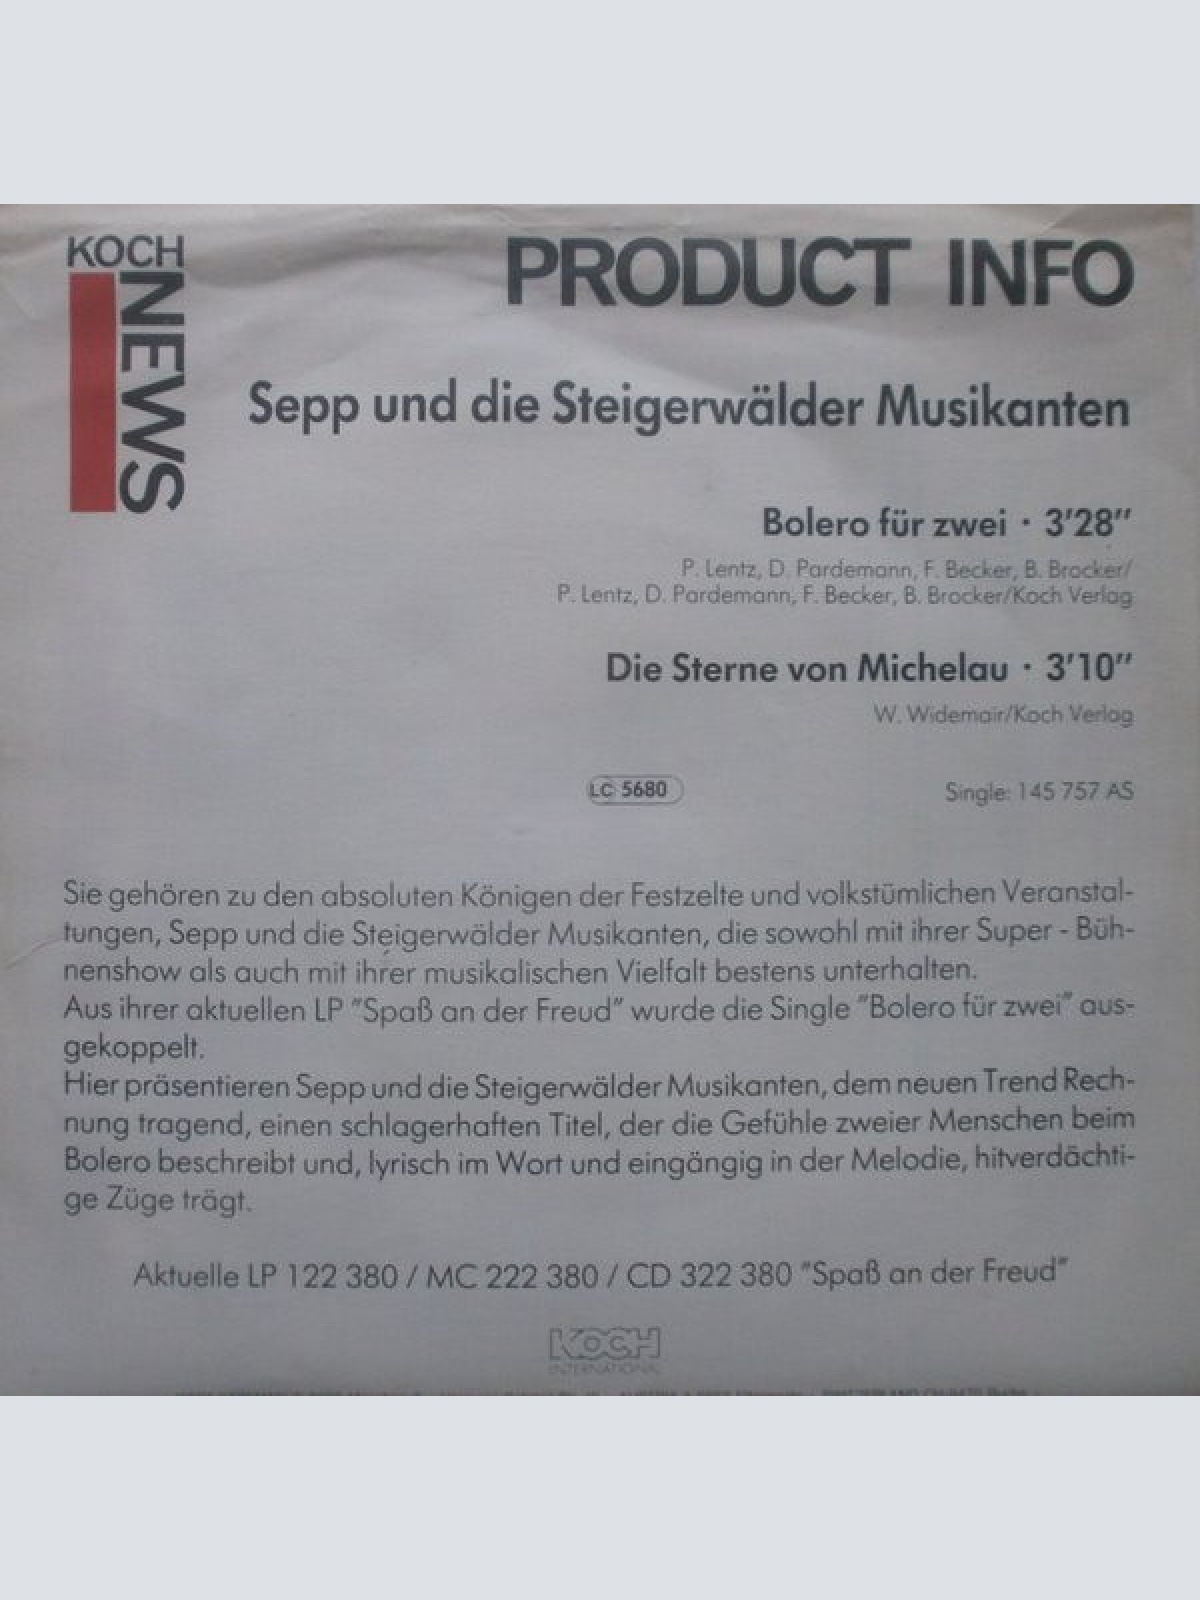 KOCH
NEWS
PRODUCT INFO
Sepp und die Steigerwälder Musikanten
Bolero für zwei · 3'28"
P. Lentz, D. Pardemann, F. Becker, B. Brocker/
P. Lentz, D. Pardemann, F. Becker, B. Brocker/Koch Verlag
Die Sterne von Michelau · 3'10"
W. Widemair/Koch Verlag
LC 5680
Single: 145 757 AS
Sie gehören zu den absoluten Königen der Festzelte und volkstümlichen Veranstal-
tungen, Sepp und die Steigerwälder Musikanten, die sowohl mit ihrer Super - Büh-
nenshow als auch mit ihrer musikalischen Vielfalt bestens unterhalten.
Aus ihrer aktuellen LP "Spaß an der Freud" wurde die Single "Bolero für zwei" aus-
gekoppelt.
Hier präsentieren Sepp und die Steigerwälder Musikanten, dem neuen Trend Rech-
nung tragend, einen schlagerhaften Titel, der die Gefühle zweier Menschen beim
Bolero beschreibt und, lyrisch im Wort und eingängig in der Melodie, hitverdächti-
ge Züge trägt.
Aktuelle LP 122 380 / MC 222 380 / CD 322 380 "Spaß an der Freud"
KOCH
INTERNATIONAL